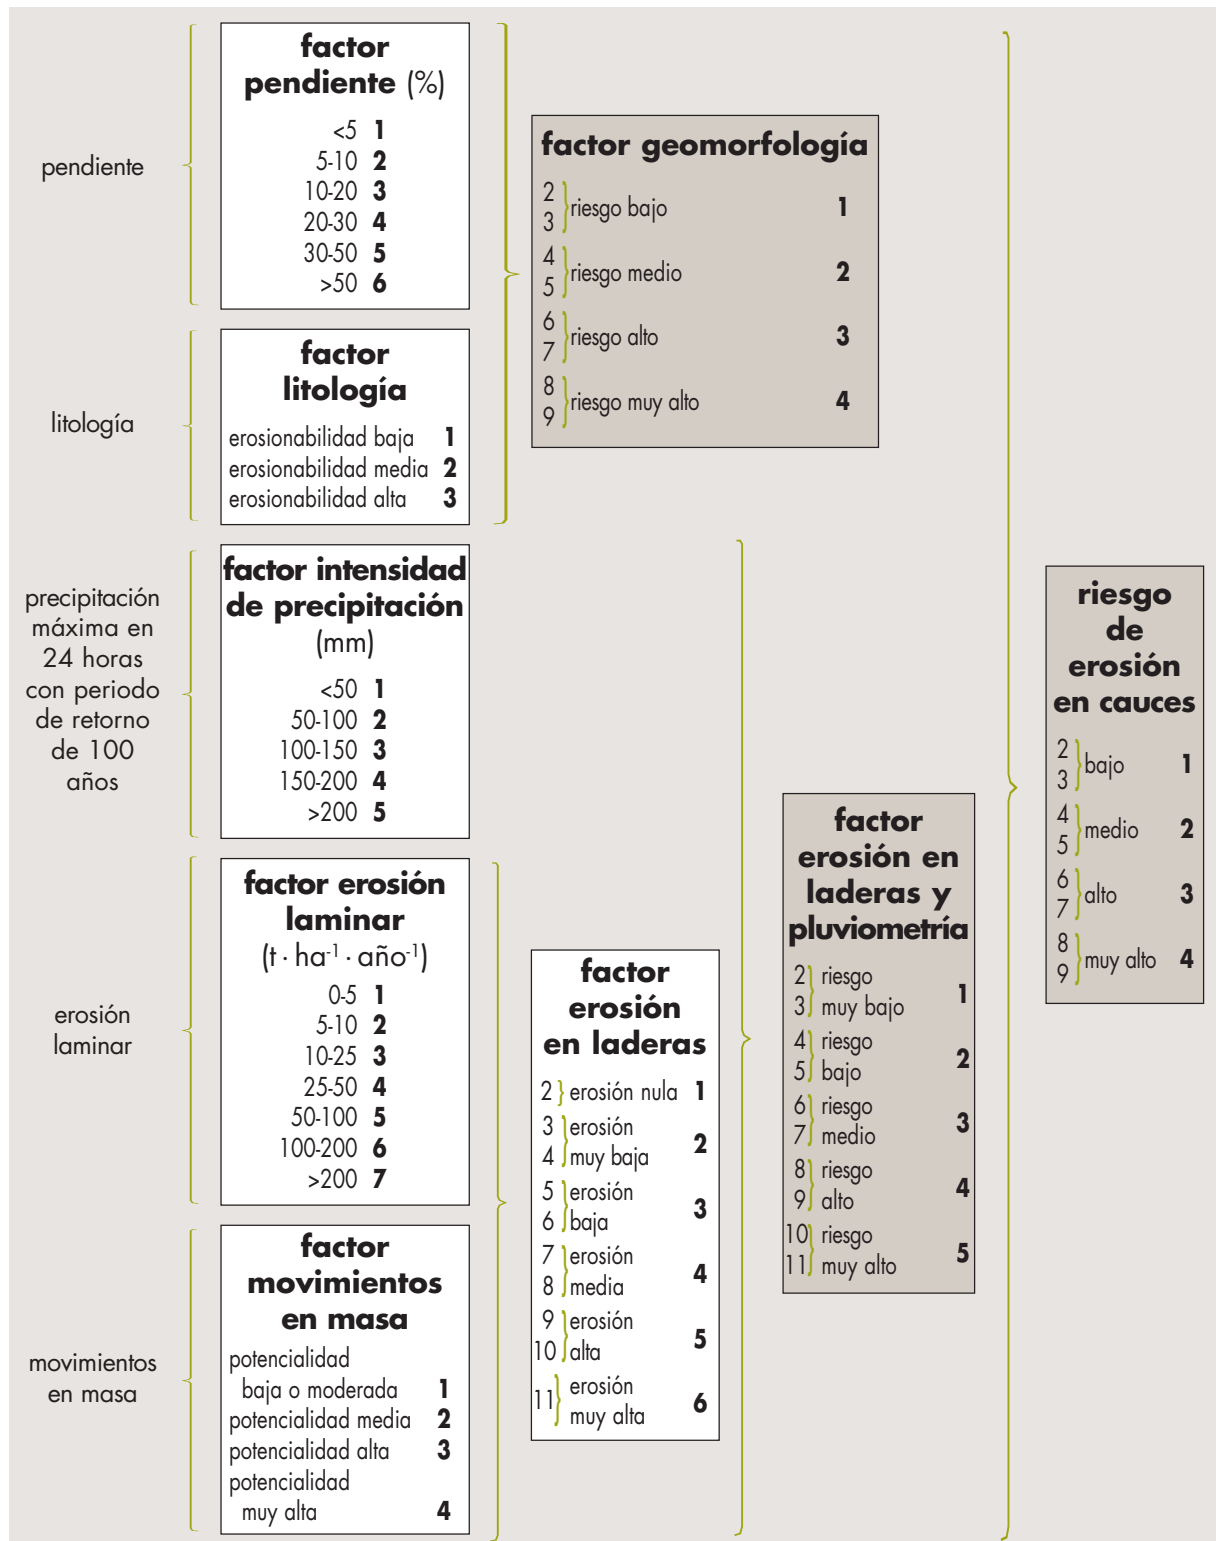 pendiente
factor
pendiente (%)
<5 1
5-10 2
10-20 3
20-30 4
30-50 5
>50 6
litología
factor
litología
erosionabilidad baja 1
erosionabilidad media 2
erosionabilidad alta 3
factor geomorfología
2
3
riesgo bajo 1
4
5
riesgo medio 2
6
7
riesgo alto 3
8
9
riesgo muy alto 4
precipitación
máxima en
24 horas
con periodo
de retorno
de 100
años
factor intensidad
de precipitación
(mm)
<50 1
50-100 2
100-150 3
150-200 4
>200 5
erosión
laminar
factor erosión
laminar
(t · ha⁻¹ · año⁻¹)
0-5 1
5-10 2
10-25 3
25-50 4
50-100 5
100-200 6
>200 7
movimientos
en masa
factor
movimientos
en masa
potencialidad
baja o moderada 1
potencialidad media 2
potencialidad alta 3
potencialidad
muy alta 4
factor
erosión
en laderas
2 erosión nula 1
3 erosión
4 muy baja 2
5 erosión
6 baja 3
7 erosión
8 media 4
9 erosión
10 alta 5
11 erosión
muy alta 6
factor
erosión en
laderas y
pluviometría
2 riesgo
3 muy bajo 1
4 riesgo
5 bajo 2
6 riesgo
7 medio 3
8 riesgo
9 alto 4
10 riesgo
11 muy alto 5
riesgo
de
erosión
en cauces
2
3
bajo 1
4
5
medio 2
6
7
alto 3
8
9
muy alto 4